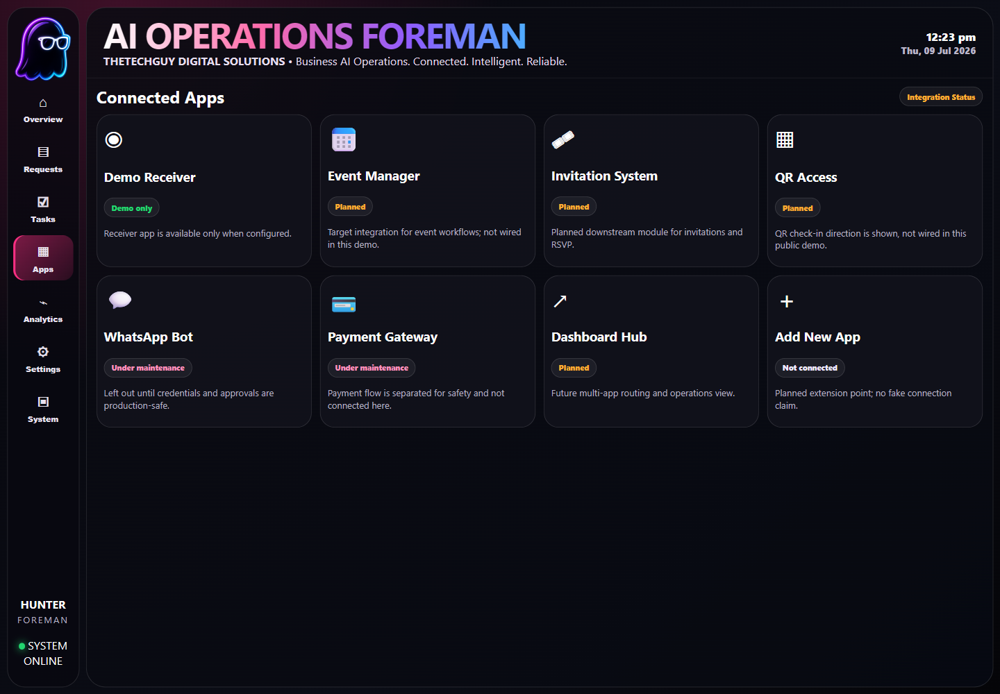 AI OPERATIONS FOREMAN
THETECHGUY DIGITAL SOLUTIONS • Business AI Operations. Connected. Intelligent. Reliable.
12:23 pm
Thu, 09 Jul 2026
Overview
Requests
Tasks
Apps
Analytics
Settings
System
HUNTER
FOREMAN
SYSTEM
ONLINE
Connected Apps
Integration Status
Demo Receiver
Demo only
Receiver app is available only when configured.
Event Manager
Planned
Target integration for event workflows; not wired
in this demo.
Invitation System
Planned
Planned downstream module for invitations and
RSVP.
QR Access
Planned
QR check-in direction is shown, not wired in this
public demo.
WhatsApp Bot
Under maintenance
Left out until credentials and approvals are
production-safe.
Payment Gateway
Under maintenance
Payment flow is separated for safety and not
connected here.
Dashboard Hub
Planned
Future multi-app routing and operations view.
Add New App
Not connected
Planned extension point; no fake connection
claim.